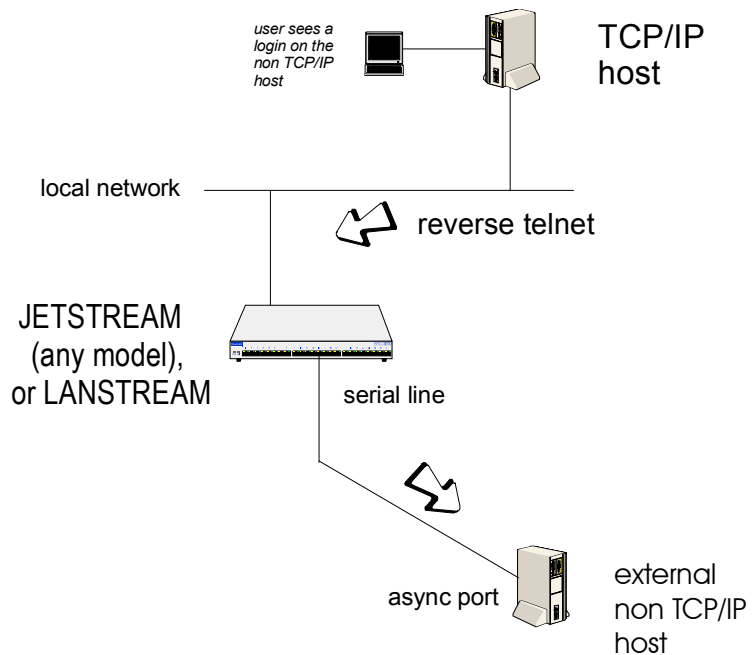 user sees a
login on the
non TCP/IP
host
TCP/IP
host
local network
reverse telnet
JETSTREAM
(any model),
or LANSTREAM
serial line
async port
external
non TCP/IP
host